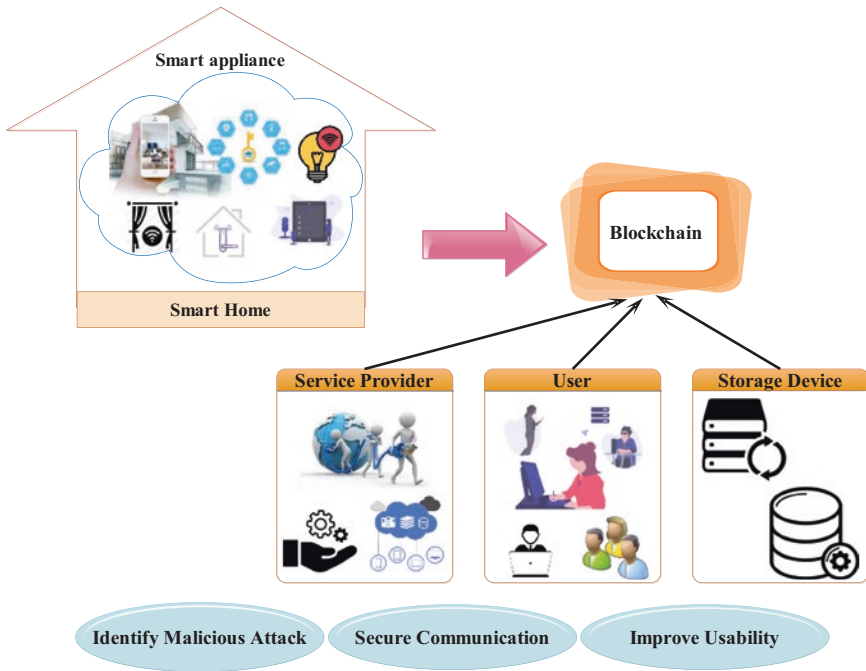 Smart appliance
Smart Home
Blockchain
Service Provider
User
Storage Device
Identify Malicious Attack
Secure Communication
Improve Usability